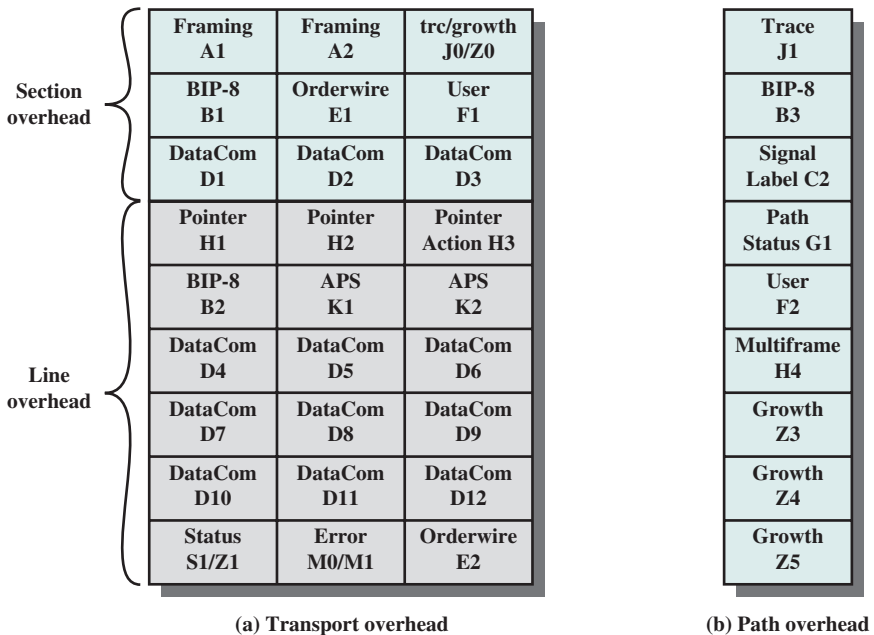 Section
overhead
Line
overhead
Framing
A1
Framing
A2
trc/growth
J0/Z0
BIP-8
B1
Orderwire
E1
User
F1
DataCom
D1
DataCom
D2
DataCom
D3
Pointer
H1
Pointer
H2
Pointer
Action H3
BIP-8
B2
APS
K1
APS
K2
DataCom
D4
DataCom
D5
DataCom
D6
DataCom
D7
DataCom
D8
DataCom
D9
DataCom
D10
DataCom
D11
DataCom
D12
Status
S1/Z1
Error
M0/M1
Orderwire
E2
(a) Transport overhead
Trace
J1
BIP-8
B3
Signal
Label C2
Path
Status G1
User
F2
Multiframe
H4
Growth
Z3
Growth
Z4
Growth
Z5
(b) Path overhead